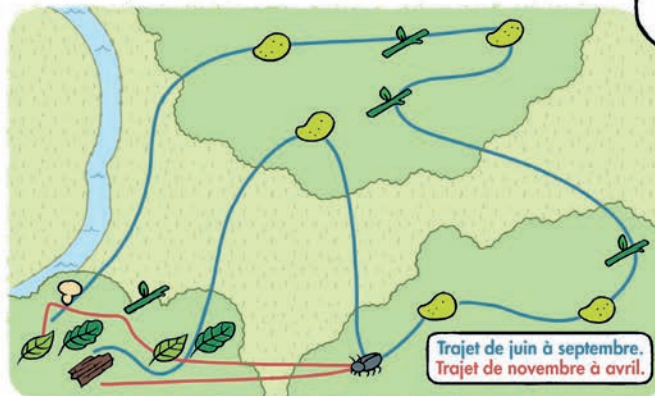 Trajet de juin à septembre.
Trajet de novembre à avril.